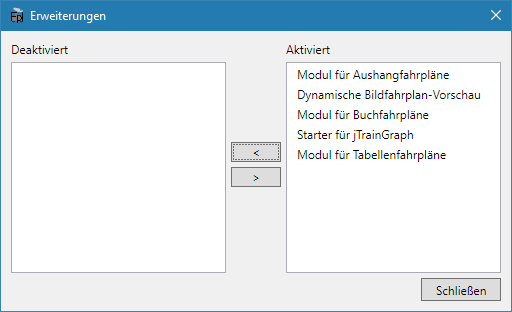 Erweiterungen
Deaktiviert
Aktiviert
Modul für Aushangfahrpläne
Dynamische Bildfahrplan-Vorschau
Modul für Buchfahrpläne
Starter für jTrainGraph
Modul für Tabellenfahrpläne
<
>
Schließen